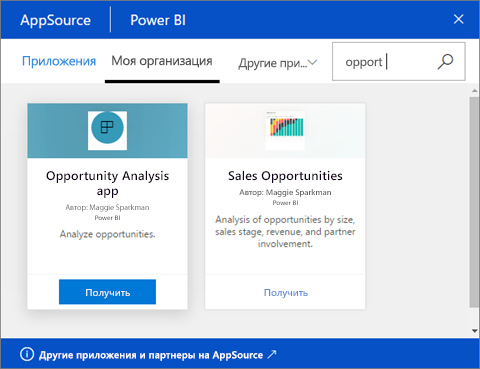 AppSource Power BI
Приложения Моя организация Другие при... opport
Opportunity Analysis
app
Автор: Maggie Sparkman
Power BI
Analyze opportunities.
Получить
Sales Opportunities
Автор: Maggie Sparkman
Power BI
Analysis of opportunities by size,
sales stage, revenue, and partner
involvement.
Получить
Другие приложения и партнеры на AppSource